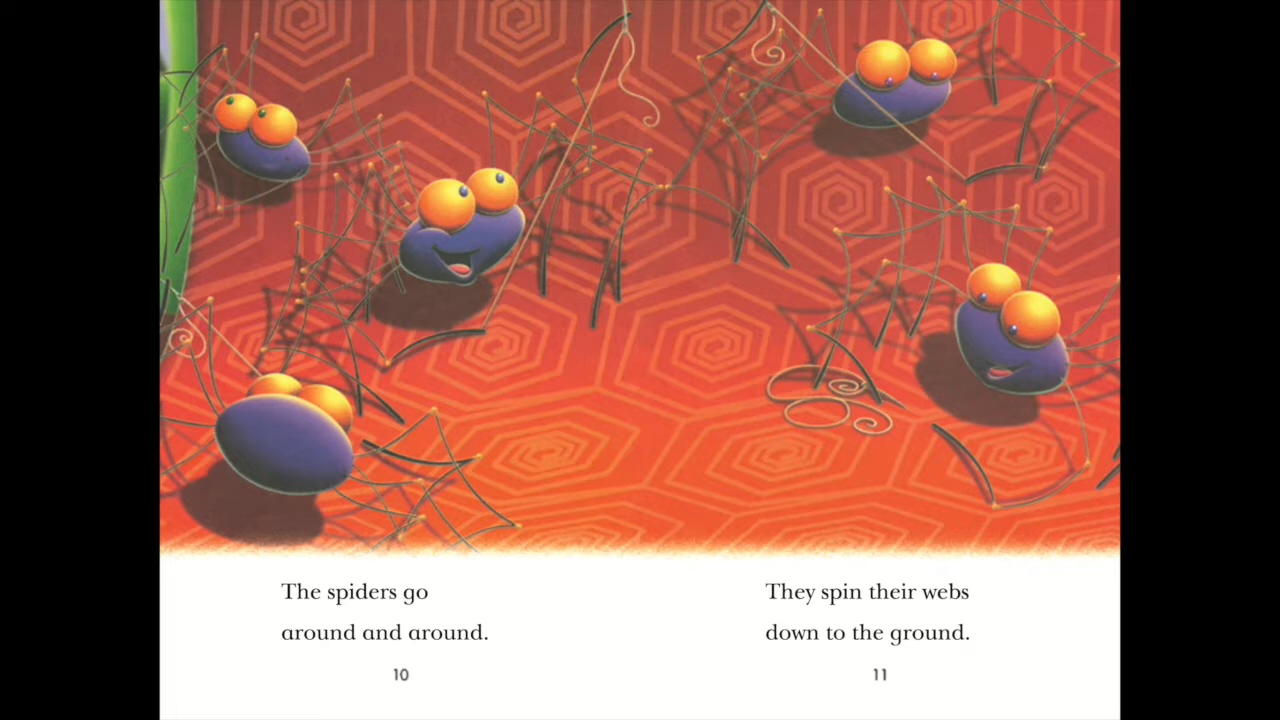 The spiders go
around and around.
10
They spin their webs
down to the ground.
11